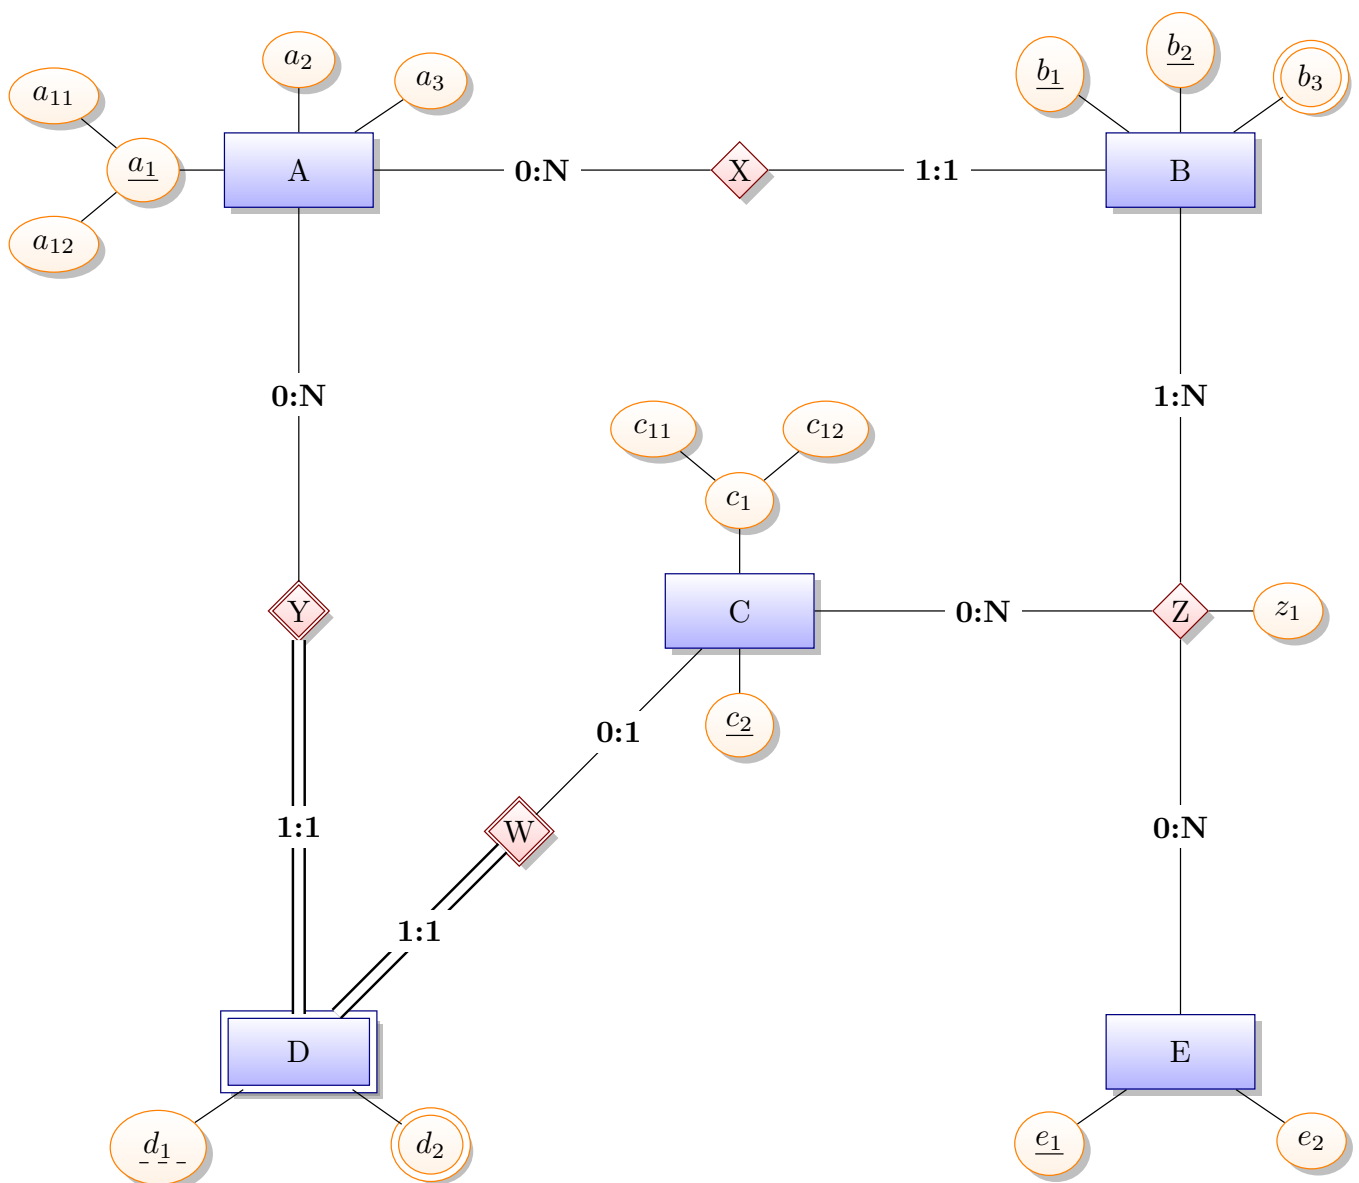 b₂
a₂
b₁
b₃
a₃
a₁₁
a₁
A
0:N
X
1:1
B
a₁₂
0:N
1:N
c₁₁
c₁₂
c₁
Y
C
0:N
Z
z₁
c₂
0:1
1:1
W
0:N
1:1
D
E
d₁
d₂
e₁
e₂